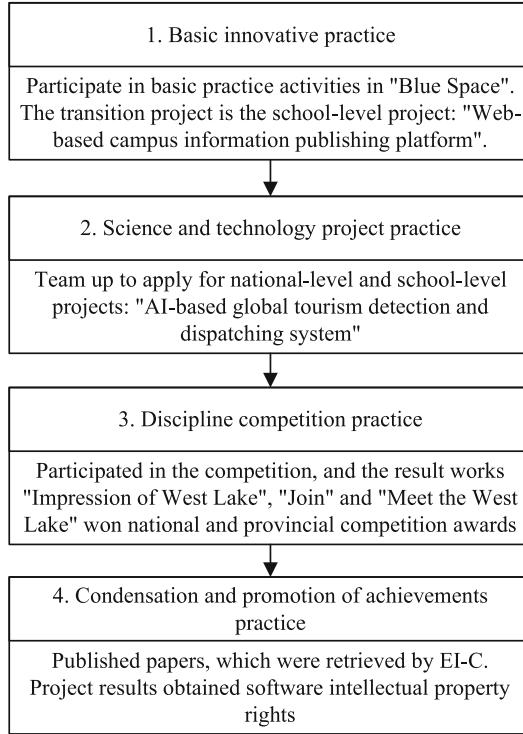 1. Basic innovative practice
Participate in basic practice activities in "Blue Space".
The transition project is the school-level project: "Web-
based campus information publishing platform".
2. Science and technology project practice
Team up to apply for national-level and school-level
projects: "AI-based global tourism detection and
dispatching system"
3. Discipline competition practice
Participated in the competition, and the result works
"Impression of West Lake", "Join" and "Meet the West
Lake" won national and provincial competition awards
4. Condensation and promotion of achievements
practice
Published papers, which were retrieved by EI-C.
Project results obtained software intellectual property
rights